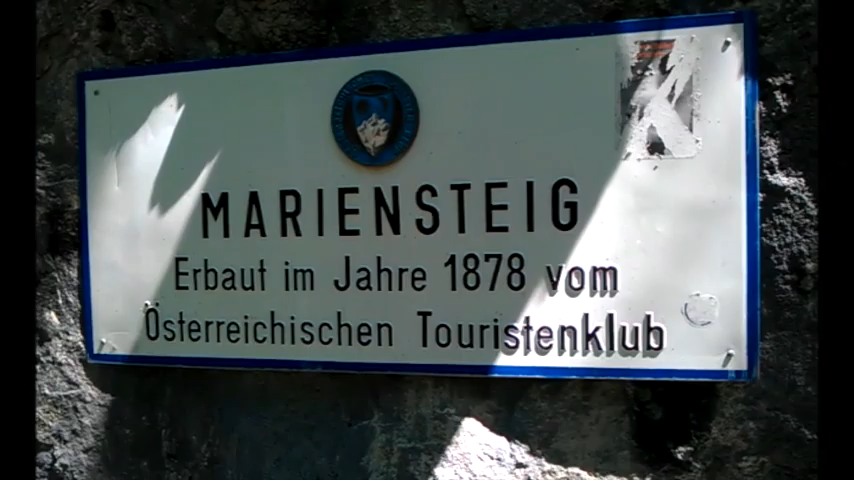 MARIENSTEIG
Erbaut im Jahre 1878 vom
Österreichischen Touristenklub